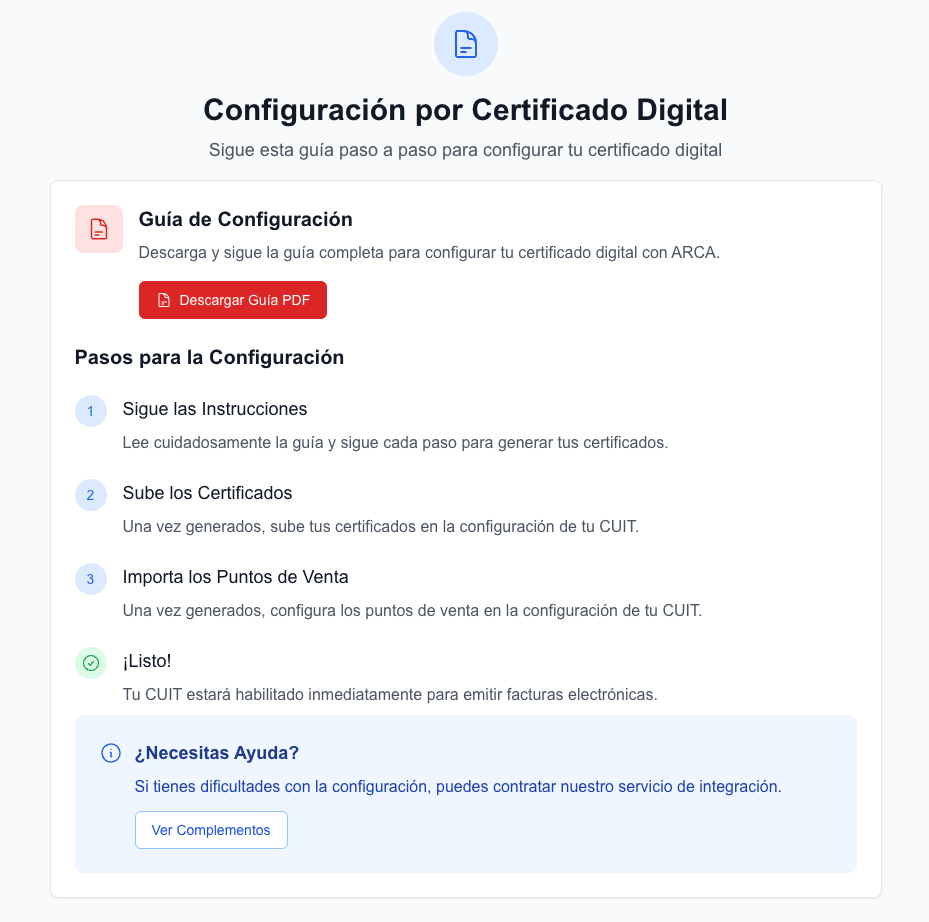 Configuración por Certificado Digital
Sigue esta guía paso a paso para configurar tu certificado digital
Guía de Configuración
Descarga y sigue la guía completa para configurar tu certificado digital con ARCA.
Descargar Guía PDF
Pasos para la Configuración
1
Sigue las Instrucciones
Lee cuidadosamente la guía y sigue cada paso para generar tus certificados.
2
Sube los Certificados
Una vez generados, sube tus certificados en la configuración de tu CUIT.
3
Importa los Puntos de Venta
Una vez generados, configura los puntos de venta en la configuración de tu CUIT.
¡Listo!
Tu CUIT estará habilitado inmediatamente para emitir facturas electrónicas.
¿Necesitas Ayuda?
Si tienes dificultades con la configuración, puedes contratar nuestro servicio de integración.
Ver Complementos